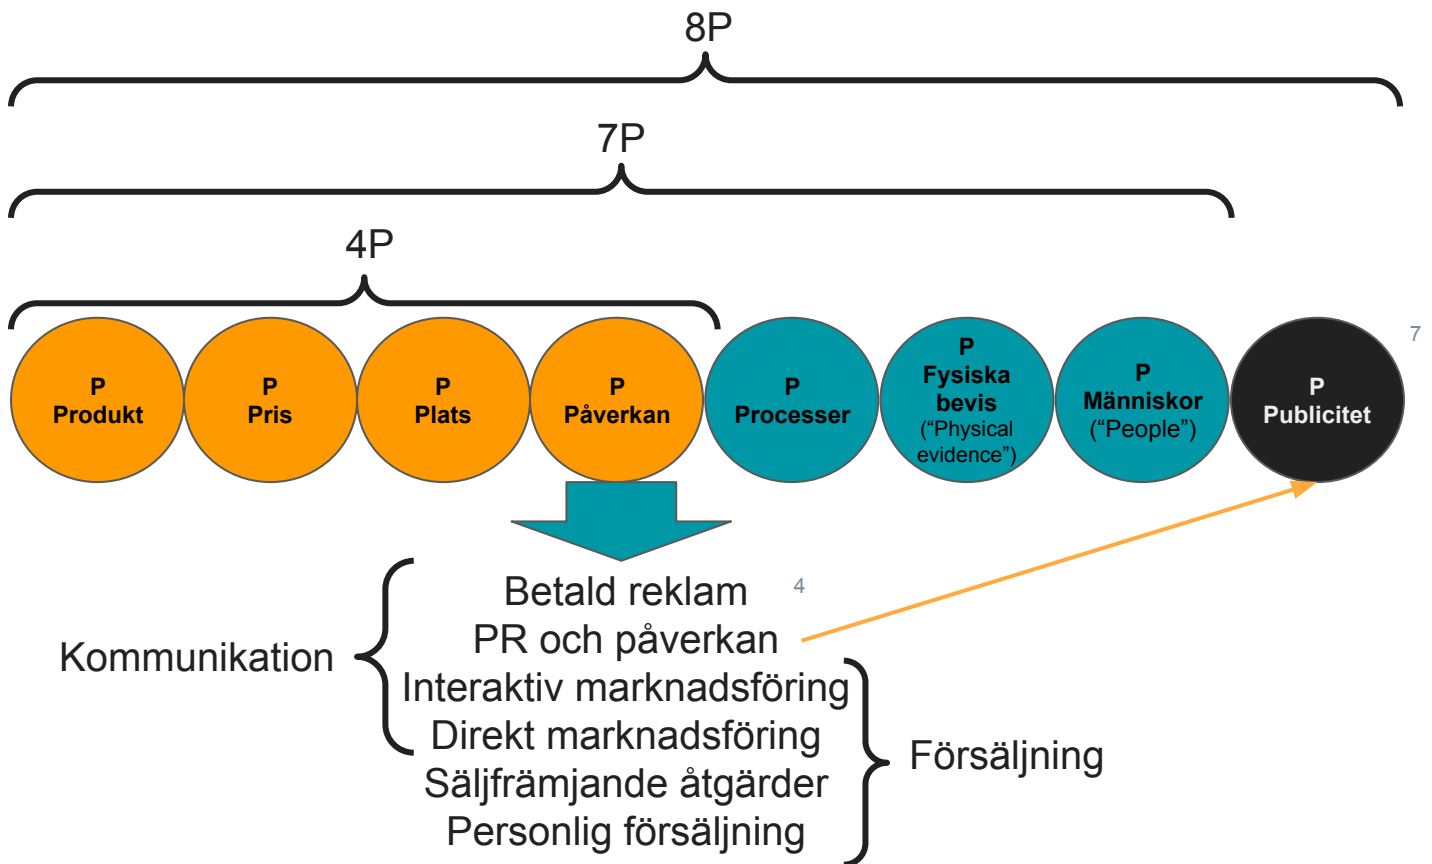 8P
7P
4P
P
Produkt
P
Pris
P
Plats
P
Påverkan
P
Processer
P
Fysiska
bevis
(“Physical
evidence”)
P
Människor
(“People”)
P
Publicitet
7
Betald reklam
4
PR och påverkan
Kommunikation
Interaktiv marknadsföring
Direkt marknadsföring
Försäljning
Säljfrämjande åtgärder
Personlig försäljning